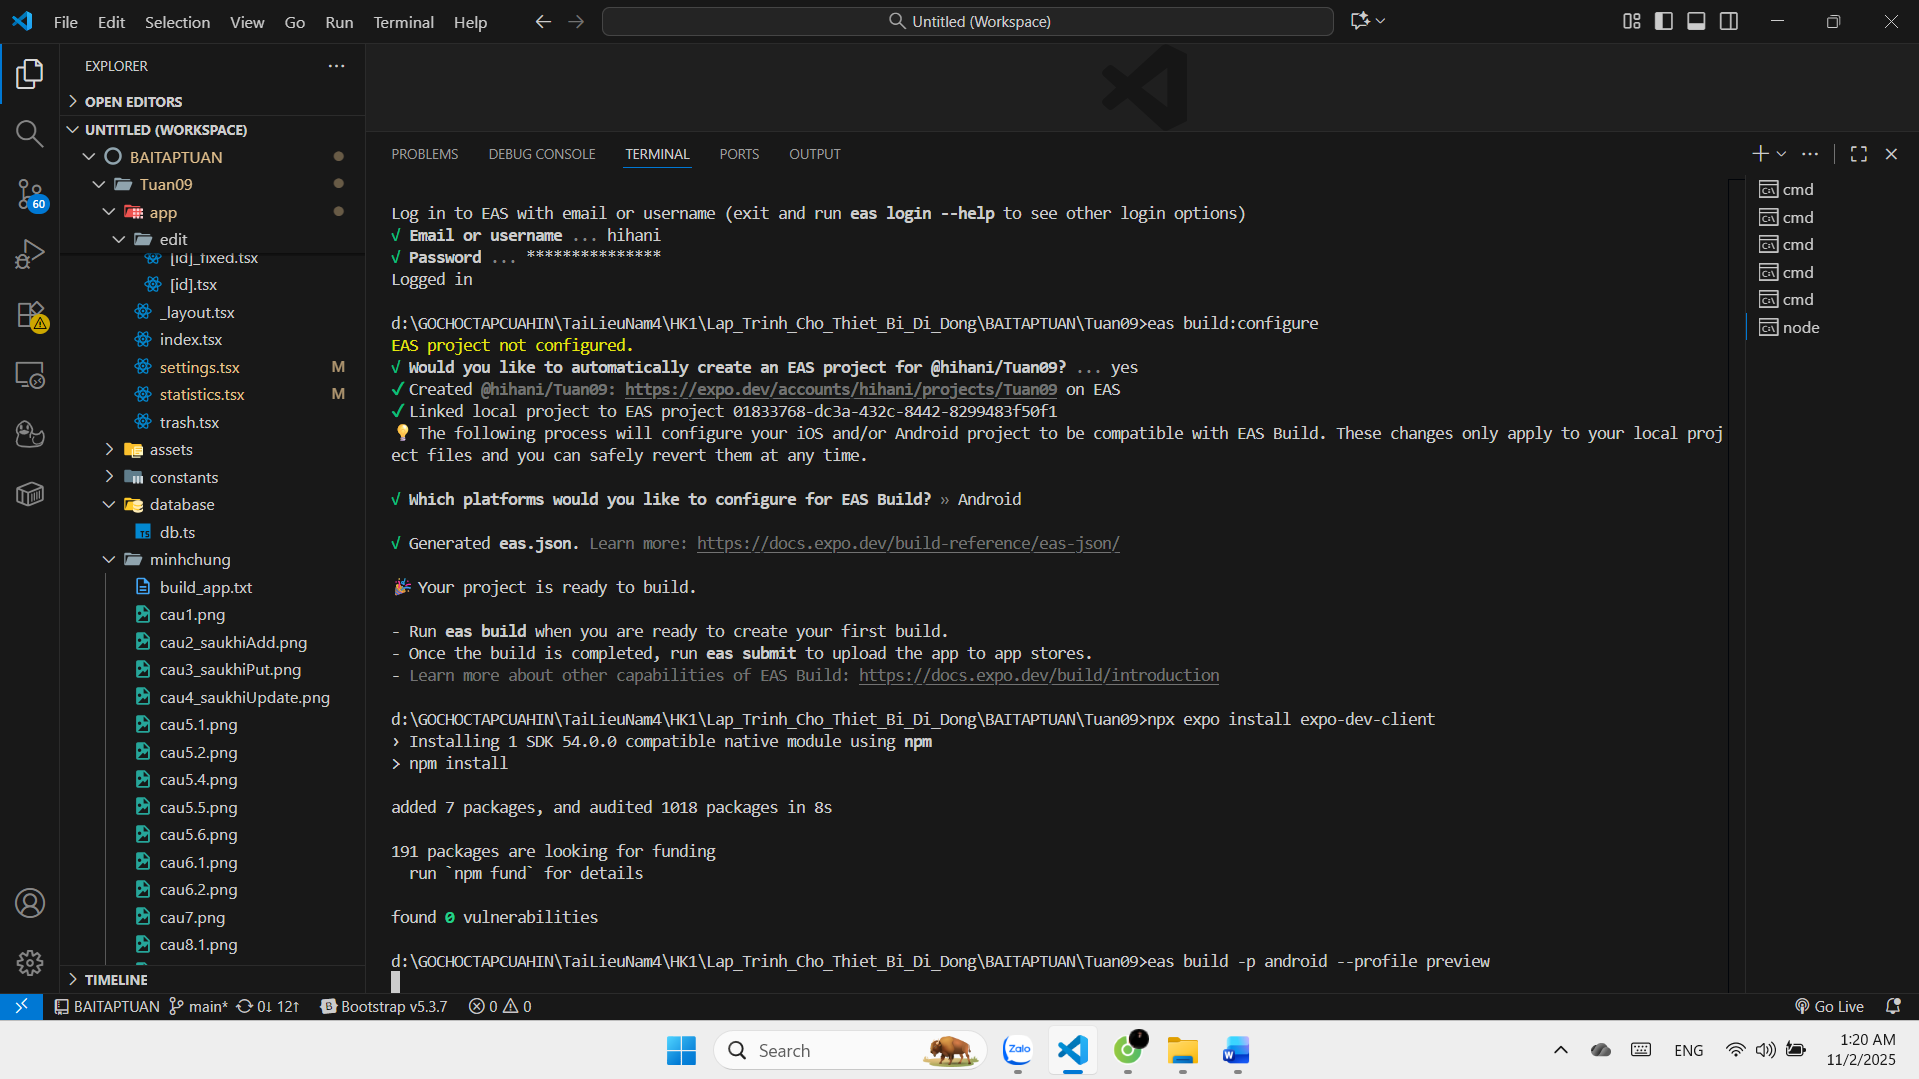 File Edit Selection View Go Run Terminal Help
Untitled (Workspace)
EXPLORER
OPEN EDITORS
UNTITLED (WORKSPACE)
BAITAPTUAN
Tuan09
app
edit
[id]_fixed.tsx
[id].tsx
_layout.tsx
index.tsx
settings.tsx M
statistics.tsx M
trash.tsx
assets
constants
database
db.ts
minhchung
build_app.txt
cau1.png
cau2_saukhiAdd.png
cau3_saukhiPut.png
cau4_saukhiUpdate.png
cau5.1.png
cau5.2.png
cau5.4.png
cau5.5.png
cau5.6.png
cau6.1.png
cau6.2.png
cau7.png
cau8.1.png
TIMELINE
60
PROBLEMS DEBUG CONSOLE TERMINAL PORTS OUTPUT
Log in to EAS with email or username (exit and run eas login --help to see other login options)
√ Email or username ... hihani
√ Password ... ***************
Logged in
d:\GOCHOCTAPCUAHIN\TaiLieuNam4\HK1\Lap_Trinh_Cho_Thiet_Bi_Di_Dong\BAITAPTUAN\Tuan09>eas build:configure
EAS project not configured.
√ Would you like to automatically create an EAS project for @hihani/Tuan09? ... yes
✓ Created @hihani/Tuan09: https://expo.dev/accounts/hihani/projects/Tuan09 on EAS
✓ Linked local project to EAS project 01833768-dc3a-432c-8442-8299483f50f1
💡 The following process will configure your iOS and/or Android project to be compatible with EAS Build. These changes only apply to your local proj
ect files and you can safely revert them at any time.
√ Which platforms would you like to configure for EAS Build? » Android
√ Generated eas.json. Learn more: https://docs.expo.dev/build-reference/eas-json/
🎉 Your project is ready to build.
- Run eas build when you are ready to create your first build.
- Once the build is completed, run eas submit to upload the app to app stores.
- Learn more about other capabilities of EAS Build: https://docs.expo.dev/build/introduction
d:\GOCHOCTAPCUAHIN\TaiLieuNam4\HK1\Lap_Trinh_Cho_Thiet_Bi_Di_Dong\BAITAPTUAN\Tuan09>npx expo install expo-dev-client
› Installing 1 SDK 54.0.0 compatible native module using npm
> npm install
added 7 packages, and audited 1018 packages in 8s
191 packages are looking for funding
run `npm fund` for details
found 0 vulnerabilities
d:\GOCHOCTAPCUAHIN\TaiLieuNam4\HK1\Lap_Trinh_Cho_Thiet_Bi_Di_Dong\BAITAPTUAN\Tuan09>eas build -p android --profile preview
cmd
cmd
cmd
cmd
cmd
node
BAITAPTUAN main* 0↓ 12↑ Bootstrap v5.3.7 0 0 Go Live
Search
Zalo
ENG
1:20 AM
11/2/2025